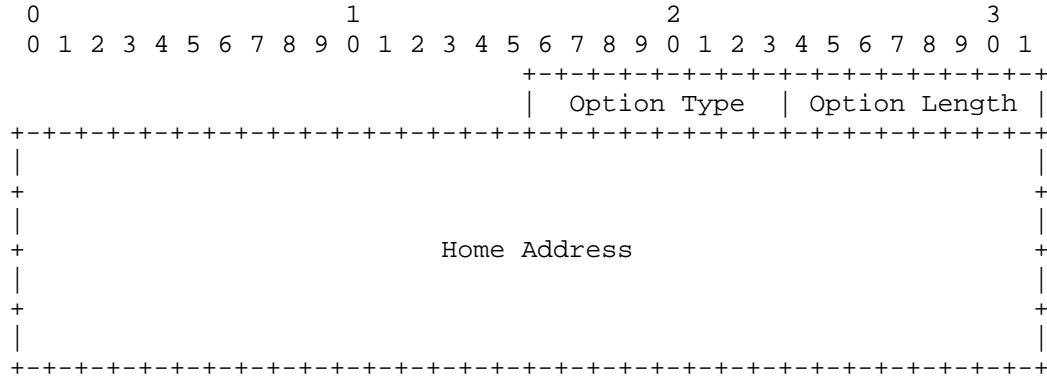 0                   1                   2                   3
 0 1 2 3 4 5 6 7 8 9 0 1 2 3 4 5 6 7 8 9 0 1 2 3 4 5 6 7 8 9 0 1
                                +-+-+-+-+-+-+-+-+-+-+-+-+-+-+-+-+
                                |  Option Type  | Option Length |
+-+-+-+-+-+-+-+-+-+-+-+-+-+-+-+-+-+-+-+-+-+-+-+-+-+-+-+-+-+-+-+-+
|                                                               |
+                                                               +
|                                                               |
+                          Home Address                         +
|                                                               |
+                                                               +
|                                                               |
+-+-+-+-+-+-+-+-+-+-+-+-+-+-+-+-+-+-+-+-+-+-+-+-+-+-+-+-+-+-+-+-+